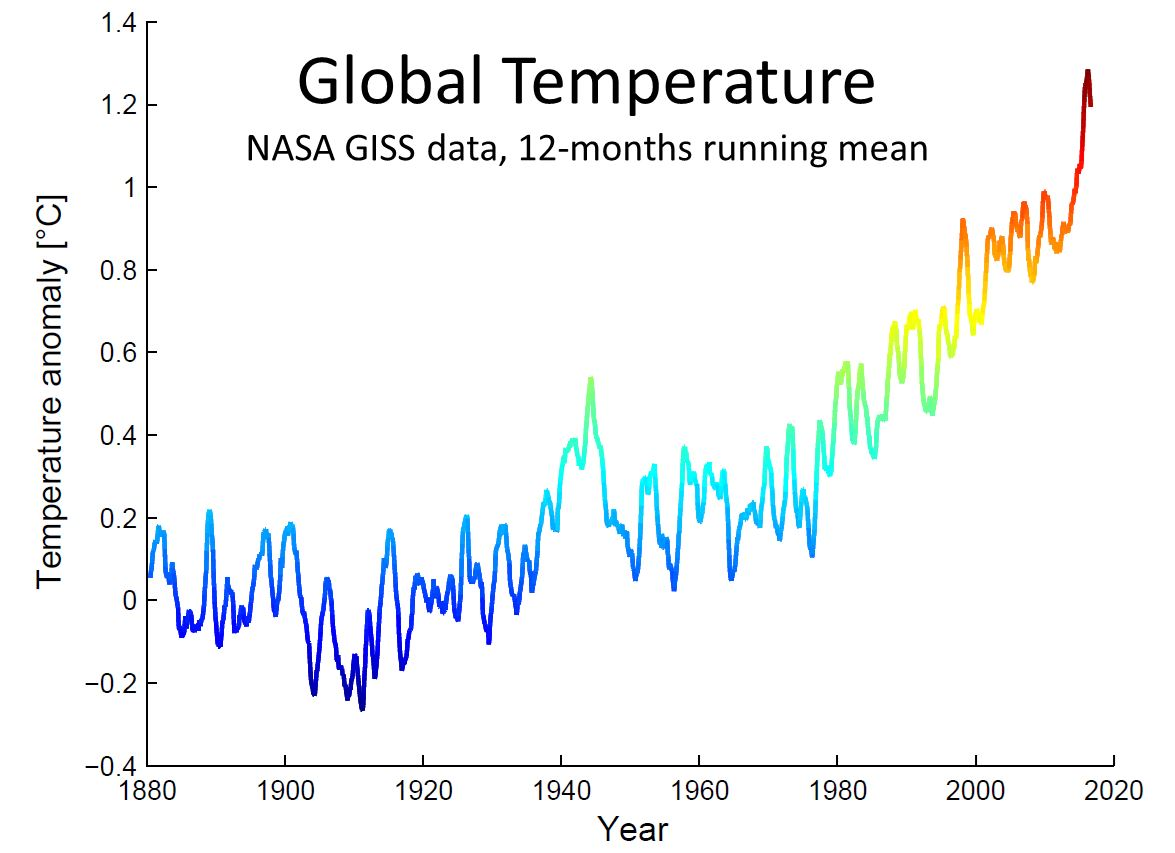 Global Temperature
NASA GISS data, 12-months running mean
Temperature anomaly [°C]
1.4
1.2
1
0.8
0.6
0.4
0.2
0
−0.2
−0.4
1880 1900 1920 1940 1960 1980 2000 2020
Year